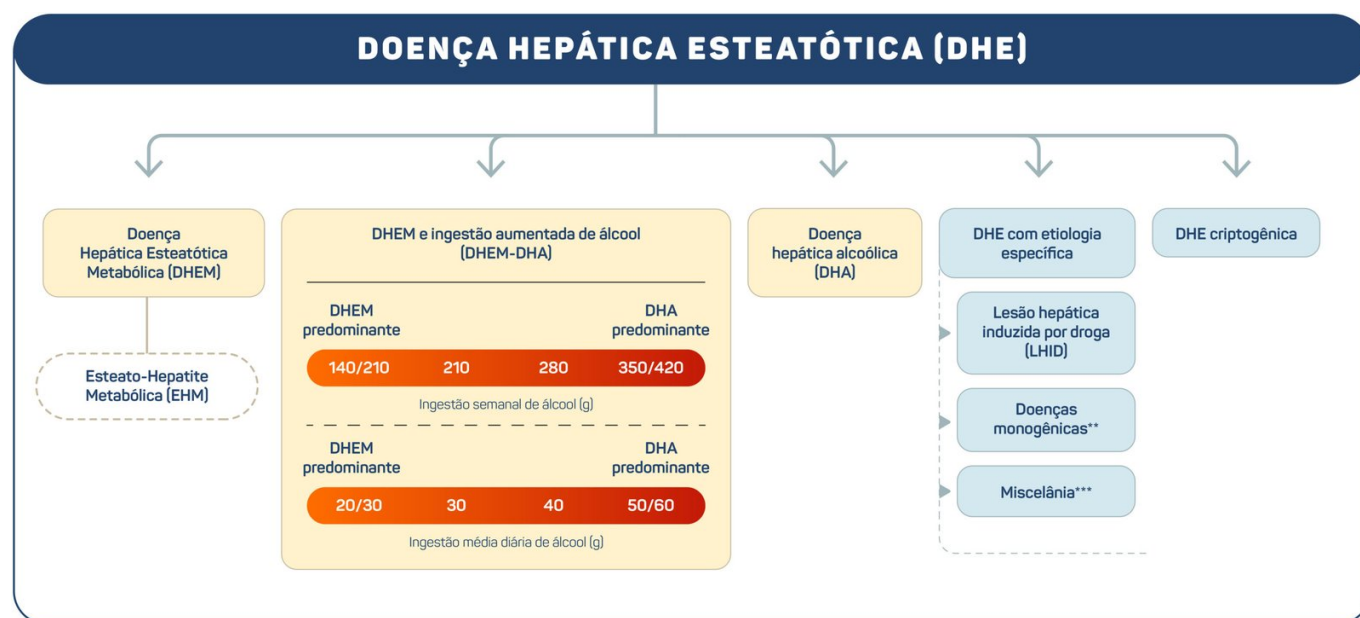 DOENÇA HEPÁTICA ESTEATÓTICA (DHE)
Doença
Hepática Esteatótica
Metabólica (DHEM)
Esteato-Hepatite
Metabólica (EHM)
DHEM e ingestão aumentada de álcool
(DHEM-DHA)
DHEM
predominante
DHA
predominante
140/210 210 280 350/420
Ingestão semanal de álcool (g)
DHEM
predominante
DHA
predominante
20/30 30 40 50/60
Ingestão média diária de álcool (g)
Doença
hepática alcoólica
(DHA)
DHE com etiologia
específica
Lesão hepática
induzida por droga
(LHID)
Doenças
monogênicas**
Miscelânia***
DHE criptogênica